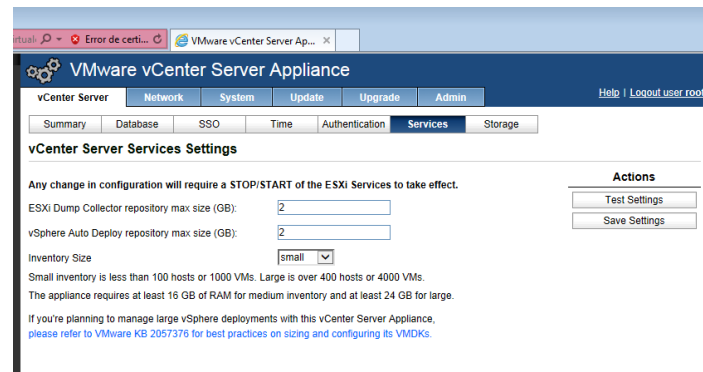 Error de certi...
VMware vCenter Server Ap...
VMware vCenter Server Appliance
Help | Logout user root
vCenter Server Network System Update Upgrade Admin
Summary Database SSO Time Authentication Services Storage
vCenter Server Services Settings
Actions
Any change in configuration will require a STOP/START of the ESXi Services to take effect.
Test Settings
ESXi Dump Collector repository max size (GB): 2
Save Settings
vSphere Auto Deploy repository max size (GB): 2
Inventory Size small
Small inventory is less than 100 hosts or 1000 VMs. Large is over 400 hosts or 4000 VMs.
The appliance requires at least 16 GB of RAM for medium inventory and at least 24 GB for large.
If you're planning to manage large vSphere deployments with this vCenter Server Appliance,
please refer to VMware KB 2057376 for best practices on sizing and configuring its VMDKs.